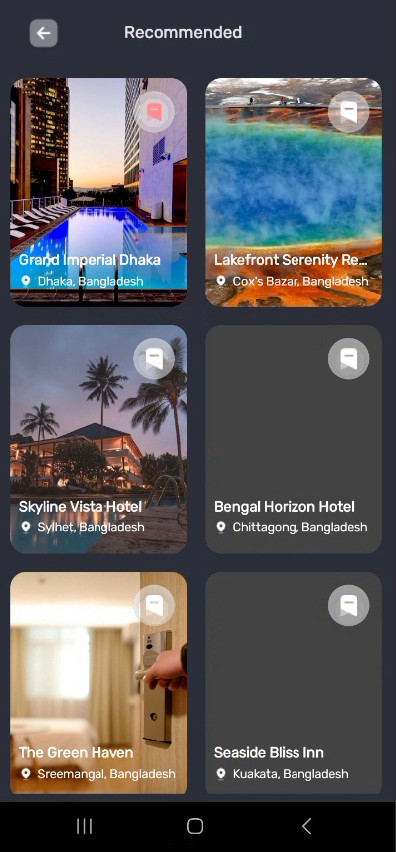 Recommended
Grand Imperial Dhaka
Dhaka, Bangladesh
Lakefront Serenity Re...
Cox's Bazar, Bangladesh
Skyline Vista Hotel
Sylhet, Bangladesh
Bengal Horizon Hotel
Chittagong, Bangladesh
The Green Haven
Sreemangal, Bangladesh
Seaside Bliss Inn
Kuakata, Bangladesh